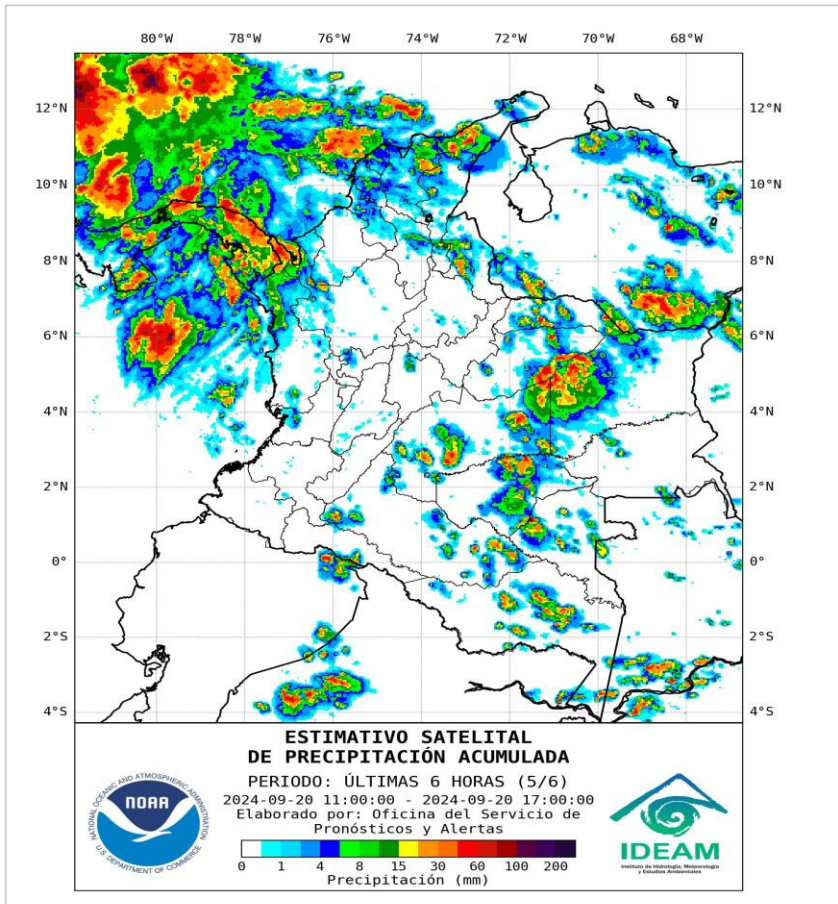 80°W 78°W 76°W 74°W 72°W 70°W 68°W
12°N 12°N
10°N 10°N
8°N 8°N
6°N 6°N
4°N 4°N
2°N 2°N
0° 0°
2°S 2°S
4°S 4°S
ESTIMATIVO SATELITAL
DE PRECIPITACIÓN ACUMULADA
PERIODO: ÚLTIMAS 6 HORAS (5/6)
2024-09-20 11:00:00 - 2024-09-20 17:00:00
Elaborado por: Oficina del Servicio de
Pronósticos y Alertas
0 1 4 8 15 30 60 100 200
Precipitación (mm)
NATIONAL OCEANIC AND ATMOSPHERIC ADMINISTRATION
NOAA
U.S. DEPARTMENT OF COMMERCE
IDEAM
Instituto de Hidrología, Meteorología
y Estudios Ambientales